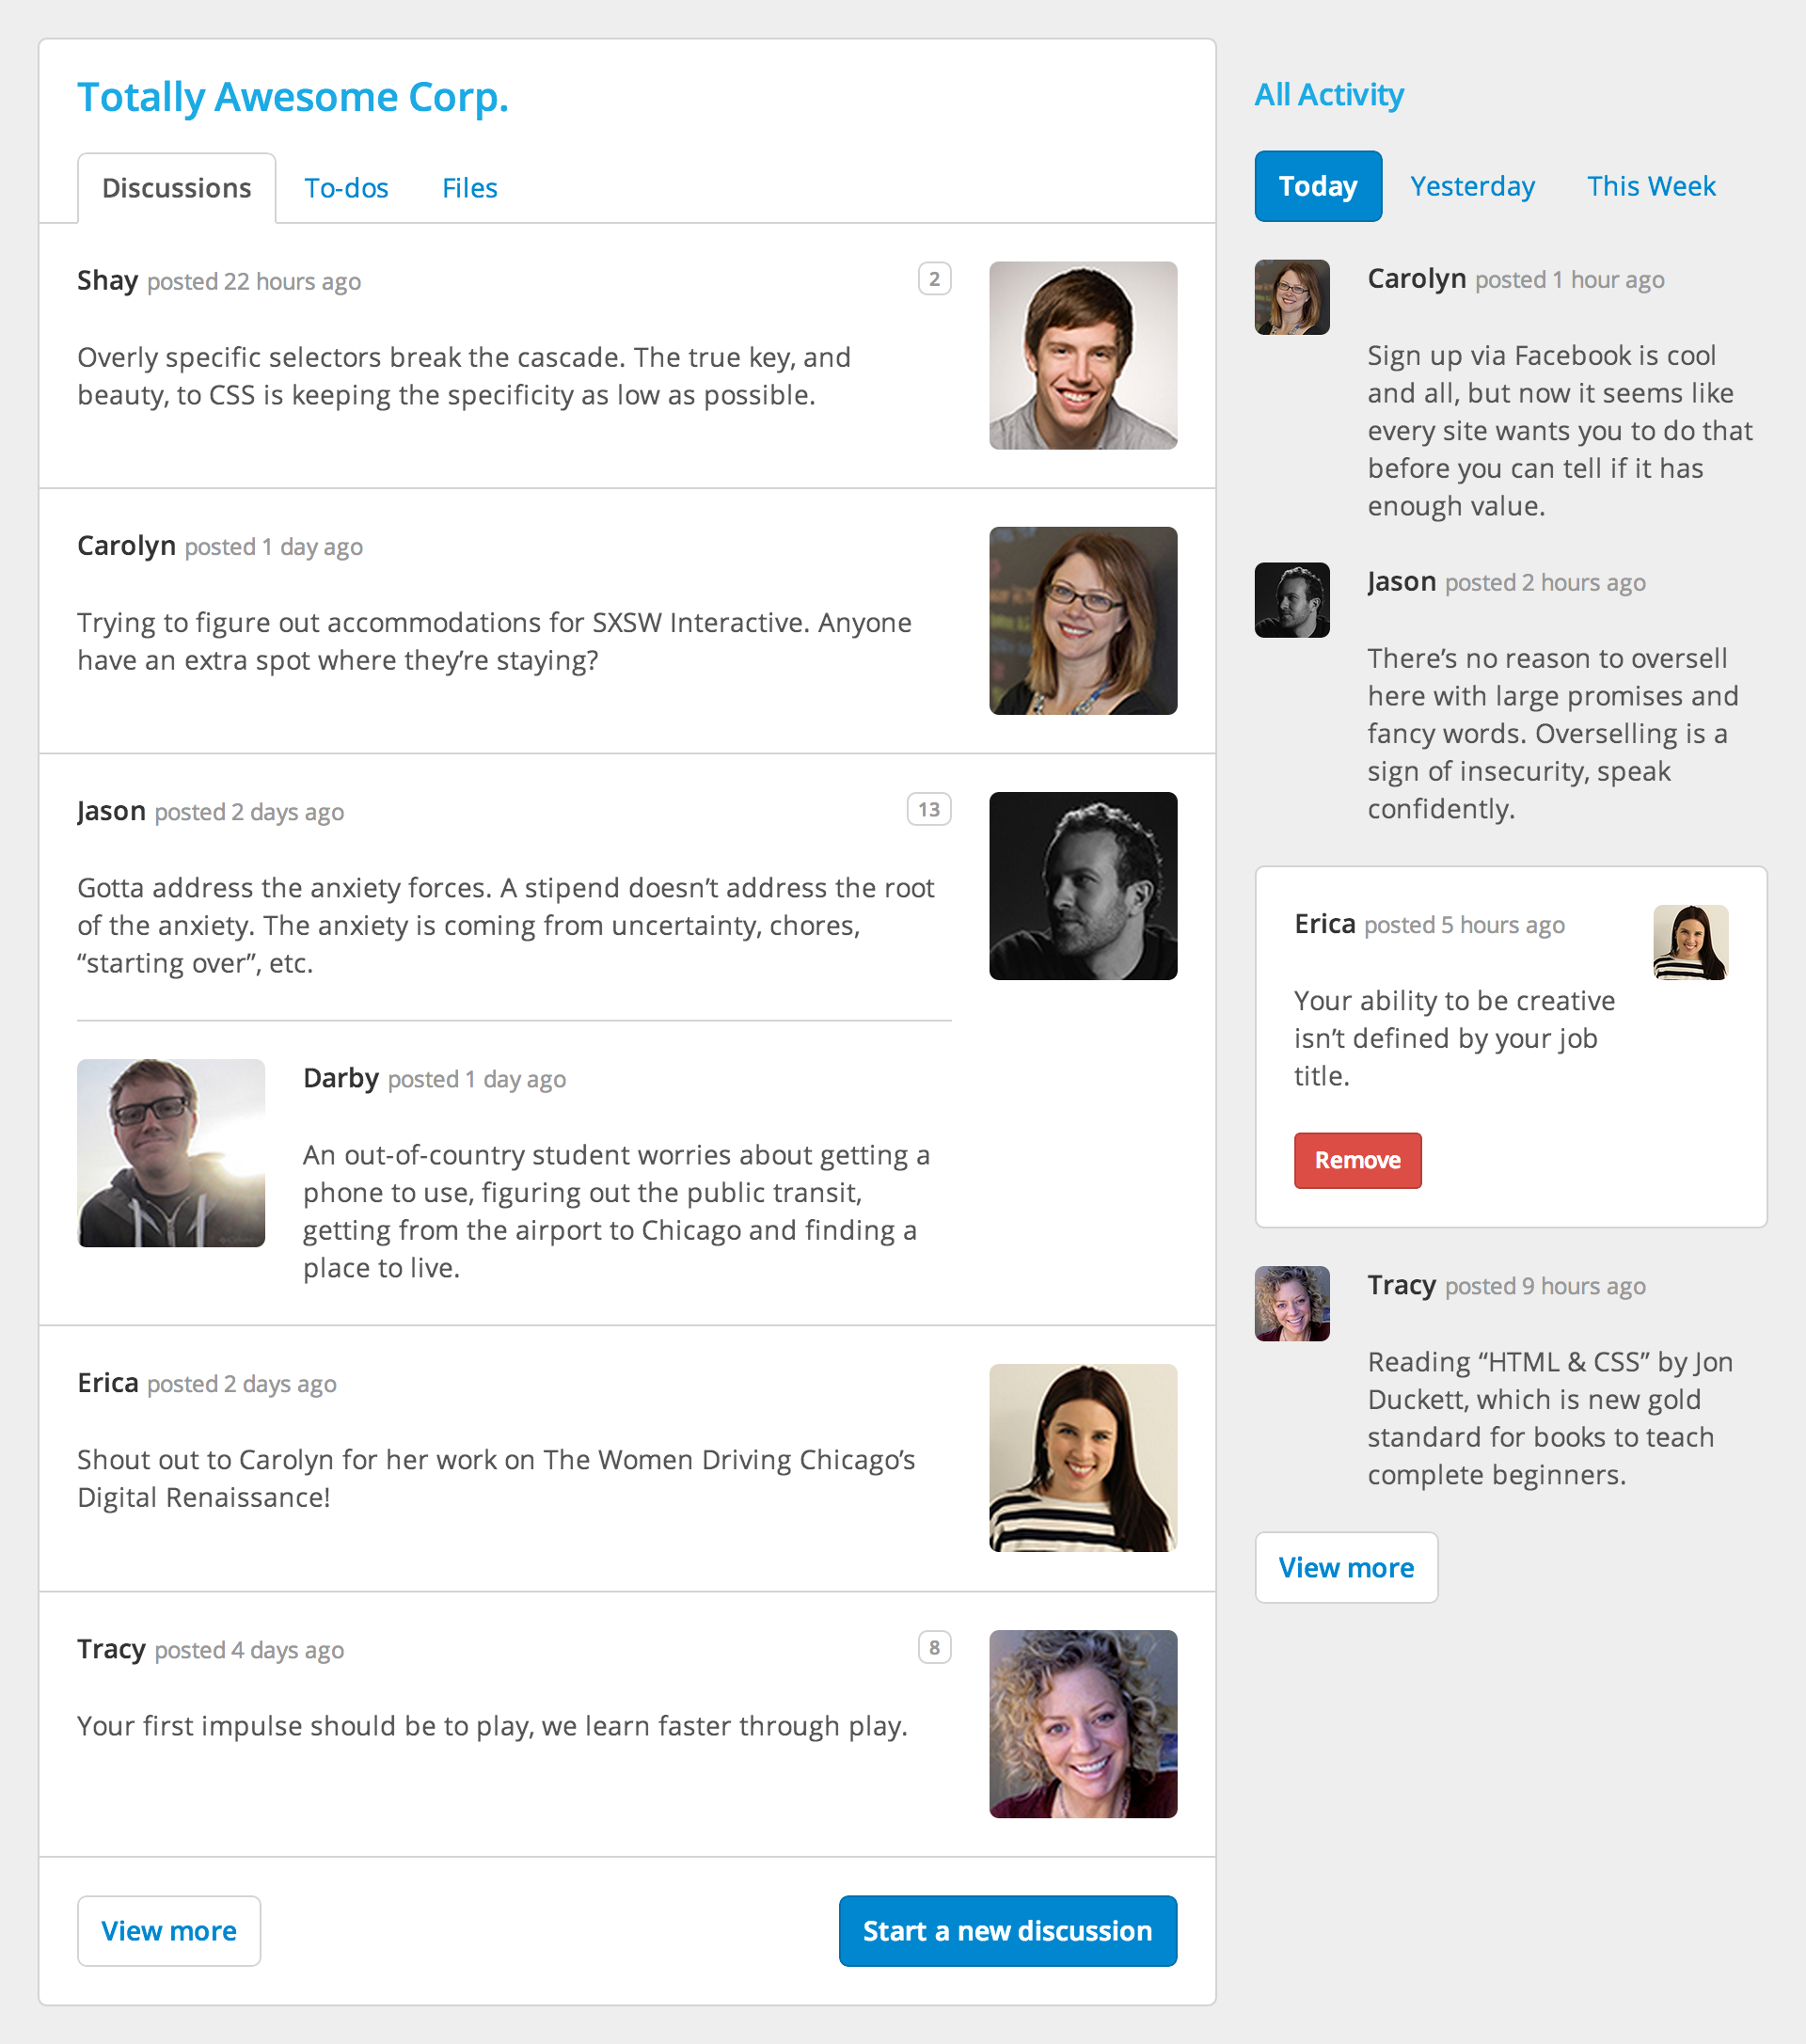 Totally Awesome Corp.
Discussions
To-dos
Files
Shay posted 22 hours ago
2
Overly specific selectors break the cascade. The true key, and
beauty, to CSS is keeping the specificity as low as possible.
Carolyn posted 1 day ago
Trying to figure out accommodations for SXSW Interactive. Anyone
have an extra spot where they’re staying?
Jason posted 2 days ago
13
Gotta address the anxiety forces. A stipend doesn’t address the root
of the anxiety. The anxiety is coming from uncertainty, chores,
“starting over”, etc.
Darby posted 1 day ago
An out-of-country student worries about getting a
phone to use, figuring out the public transit,
getting from the airport to Chicago and finding a
place to live.
Erica posted 2 days ago
Shout out to Carolyn for her work on The Women Driving Chicago’s
Digital Renaissance!
Tracy posted 4 days ago
8
Your first impulse should be to play, we learn faster through play.
View more
Start a new discussion
All Activity
Today
Yesterday
This Week
Carolyn posted 1 hour ago
Sign up via Facebook is cool
and all, but now it seems like
every site wants you to do that
before you can tell if it has
enough value.
Jason posted 2 hours ago
There’s no reason to oversell
here with large promises and
fancy words. Overselling is a
sign of insecurity, speak
confidently.
Erica posted 5 hours ago
Your ability to be creative
isn’t defined by your job
title.
Remove
Tracy posted 9 hours ago
Reading “HTML & CSS” by Jon
Duckett, which is new gold
standard for books to teach
complete beginners.
View more